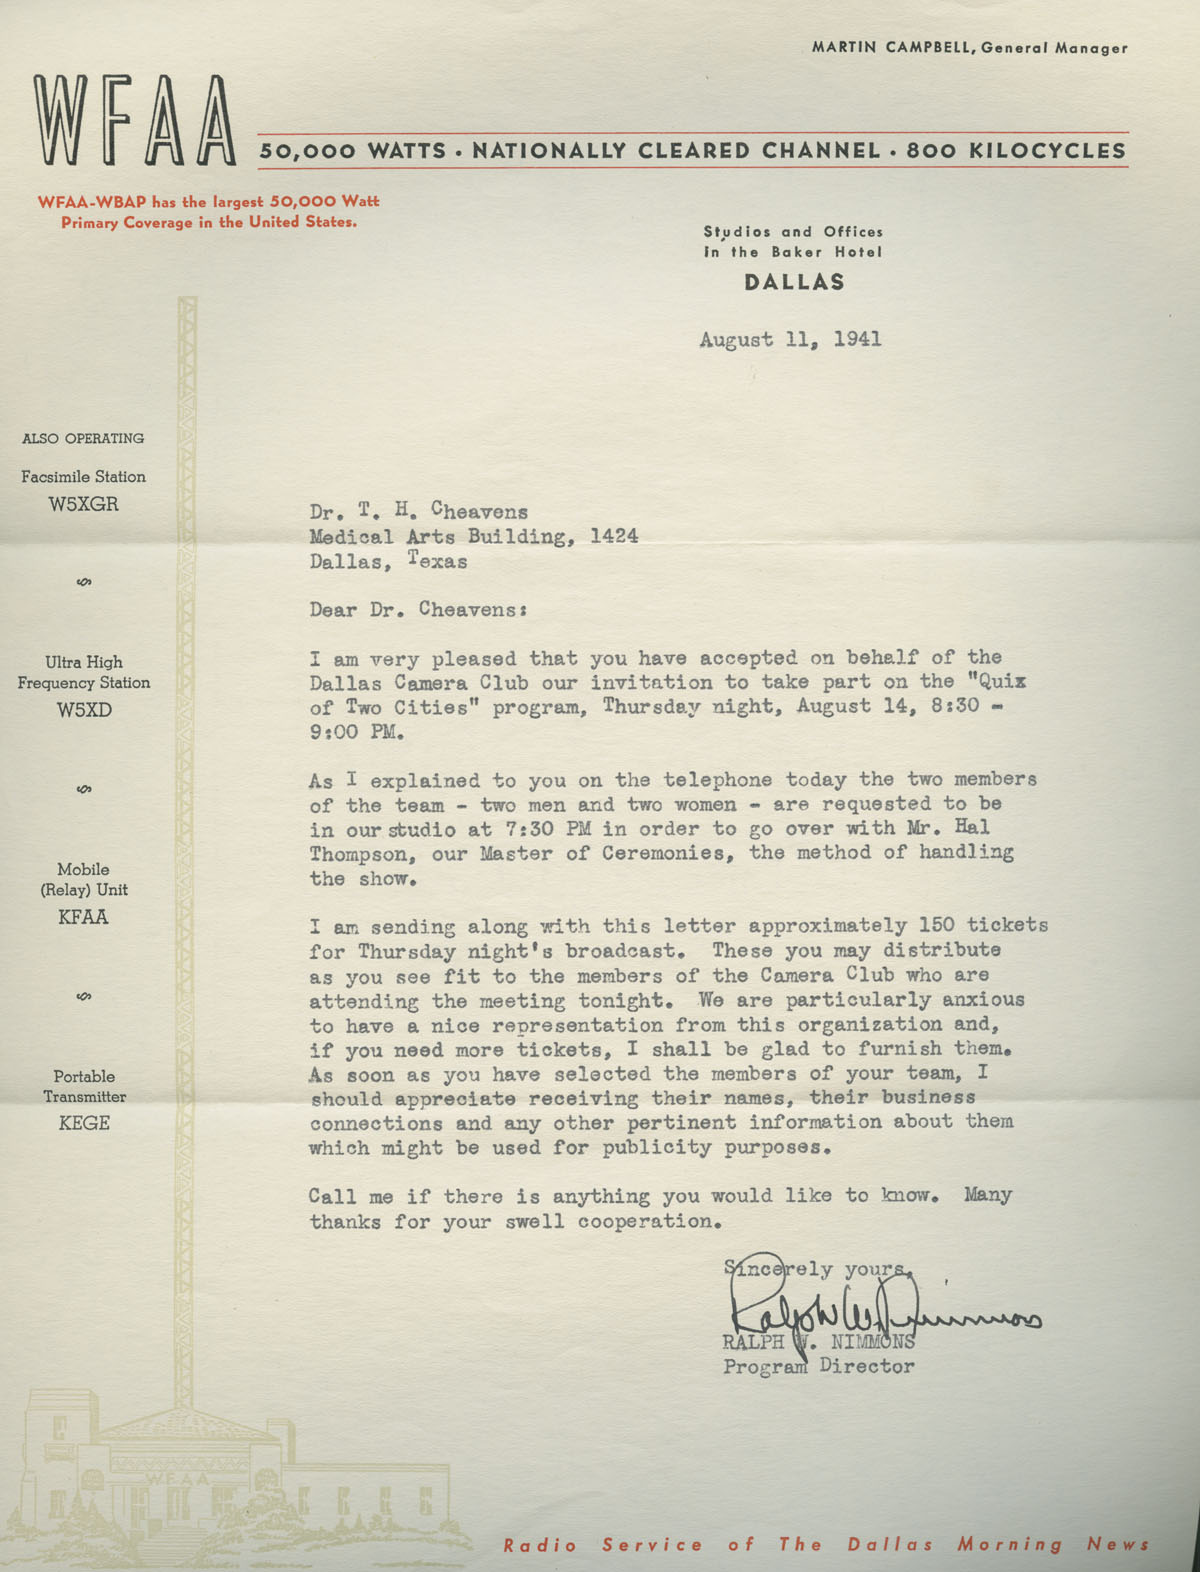 MARTIN CAMPBELL, General Manager
WFAA
50,000 WATTS • NATIONALLY CLEARED CHANNEL • 800 KILOCYCLES
WFAA-WBAP has the largest 50,000 Watt
Primary Coverage in the United States.
Studios and Offices
in the Baker Hotel
DALLAS
August 11, 1941
ALSO OPERATING
Facsimile Station
W5XGR
Ultra High
Frequency Station
W5XD
Mobile
(Relay) Unit
KFAA
Portable
Transmitter
KEGE
Dr. T. H. Cheavens
Medical Arts Building, 1424
Dallas, Texas
Dear Dr. Cheavens:
I am very pleased that you have accepted on behalf of the
Dallas Camera Club our invitation to take part on the "Quix
of Two Cities" program, Thursday night, August 14, 8:30 -
9:00 PM.
As I explained to you on the telephone today the two members
of the team - two men and two women - are requested to be
in our studio at 7:30 PM in order to go over with Mr. Hal
Thompson, our Master of Ceremonies, the method of handling
the show.
I am sending along with this letter approximately 150 tickets
for Thursday night's broadcast. These you may distribute
as you see fit to the members of the Camera Club who are
attending the meeting tonight. We are particularly anxious
to have a nice representation from this organization and,
if you need more tickets, I shall be glad to furnish them.
As soon as you have selected the members of your team, I
should appreciate receiving their names, their business
connections and any other pertinent information about them
which might be used for publicity purposes.
Call me if there is anything you would like to know. Many
thanks for your swell cooperation.
Sincerely yours,
Ralph W. Nimmons
RALPH W. NIMMONS
Program Director
WFAA
Radio Service of The Dallas Morning News